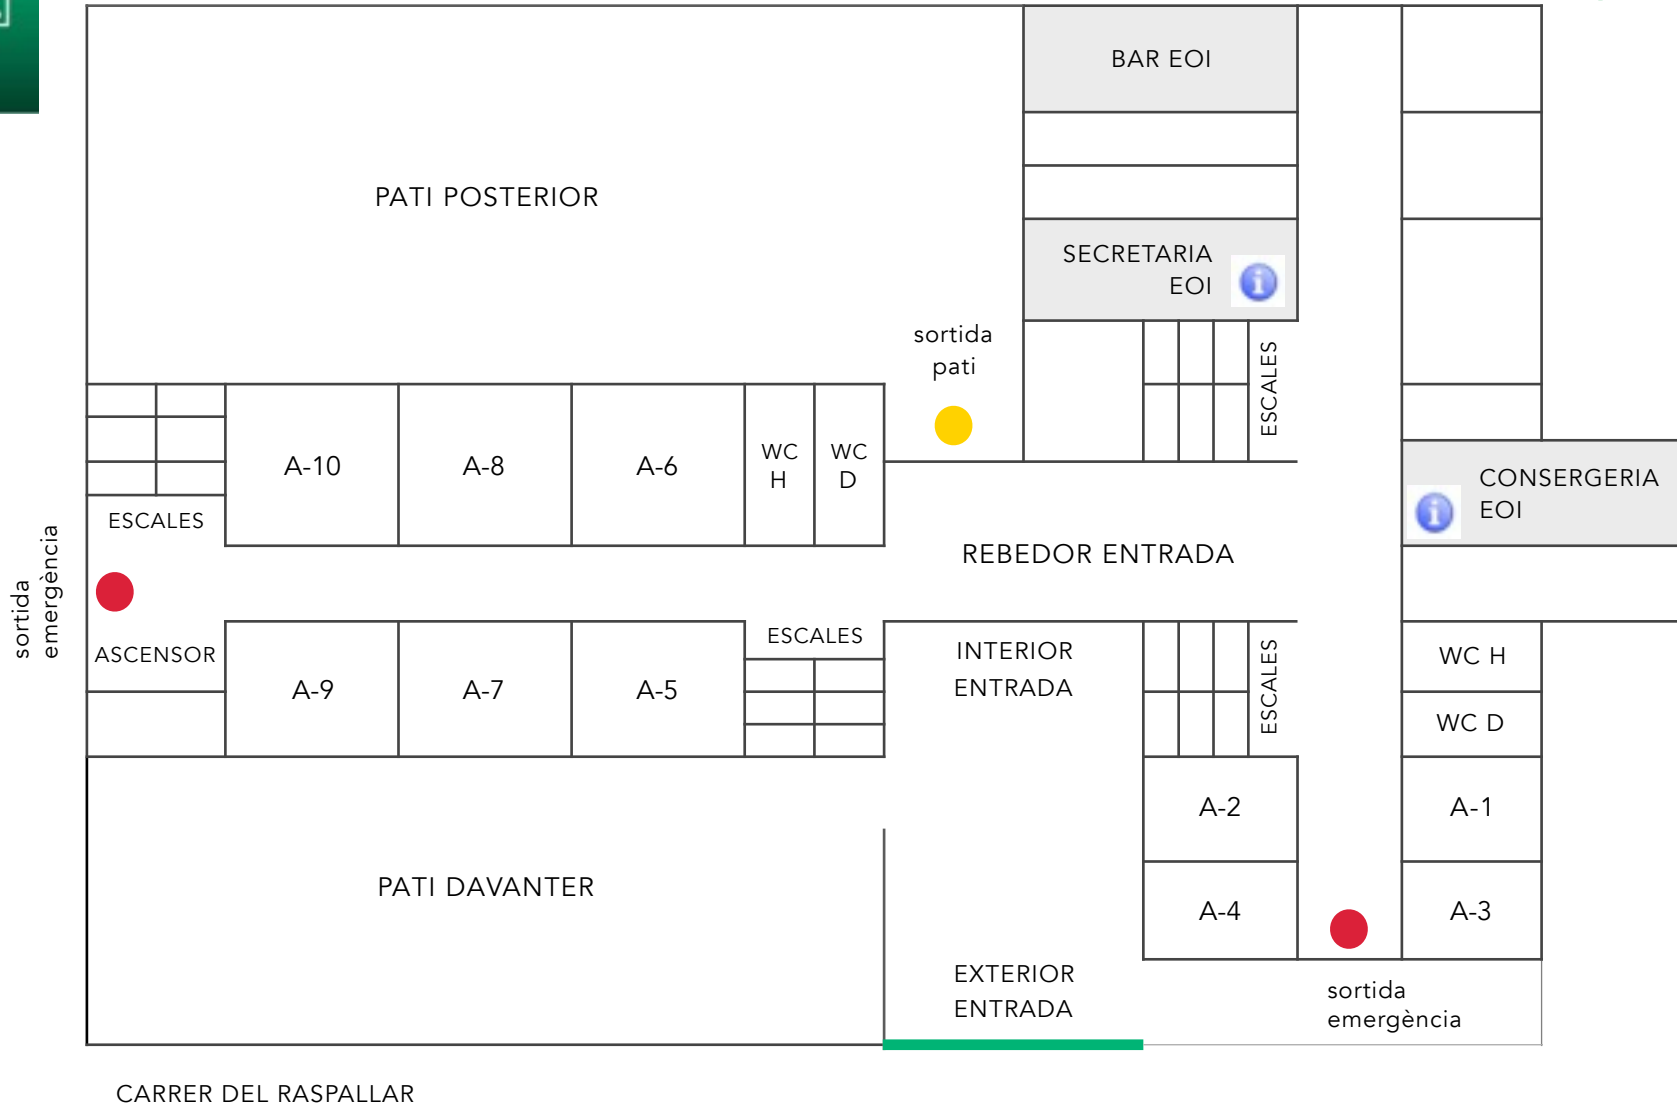 BAR EOI
PATI POSTERIOR
SECRETARIA
EOI
sortida
pati
ESCALES
A-10
A-8
A-6
WC
H
WC
D
CONSERGERIA
EOI
ESCALES
sortida
emergència
REBEDOR ENTRADA
ASCENSOR
A-9
A-7
A-5
ESCALES
INTERIOR
ENTRADA
ESCALES
WC H
WC D
A-2
A-1
PATI DAVANTER
A-4
A-3
EXTERIOR
ENTRADA
sortida
emergència
CARRER DEL RASPALLAR